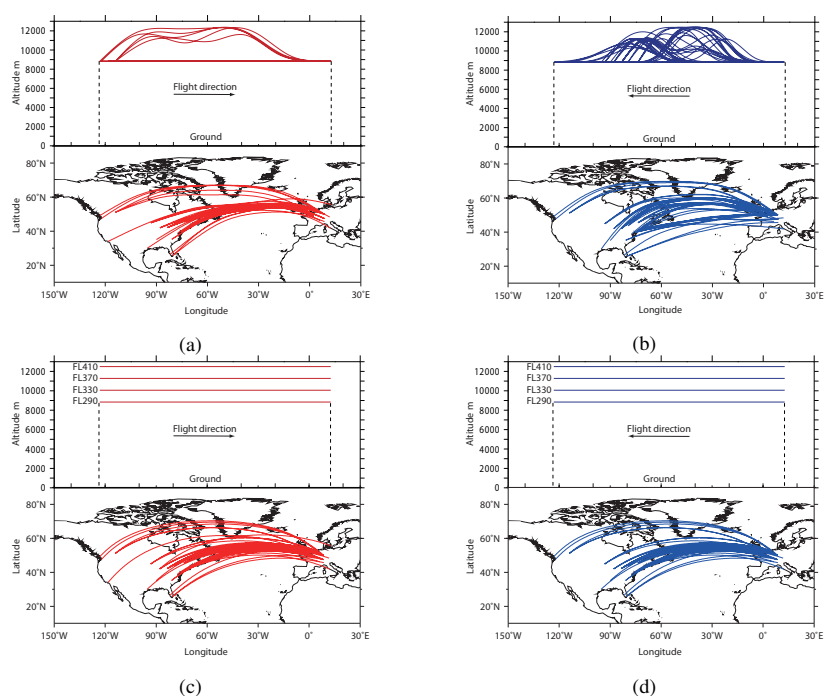 12000
10000
8000
6000
4000
2000
0
Altitude m
Flight direction
Ground
80°N
60°N
40°N
20°N
Latitude
150°W 120°W 90°W 60°W 30°W 0° 30°E
Longitude
(a)
12000
10000
8000
6000
4000
2000
0
Altitude m
Flight direction
Ground
80°N
60°N
40°N
20°N
Latitude
150°W 120°W 90°W 60°W 30°W 0° 30°E
Longitude
(b)
12000
10000
8000
6000
4000
2000
0
Altitude m
FL410
FL370
FL330
FL290
Flight direction
Ground
80°N
60°N
40°N
20°N
Latitude
150°W 120°W 90°W 60°W 30°W 0° 30°E
Longitude
(c)
12000
10000
8000
6000
4000
2000
0
Altitude m
FL410
FL370
FL330
FL290
Flight direction
Ground
80°N
60°N
40°N
20°N
Latitude
150°W 120°W 90°W 60°W 30°W 0° 30°E
Longitude
(d)